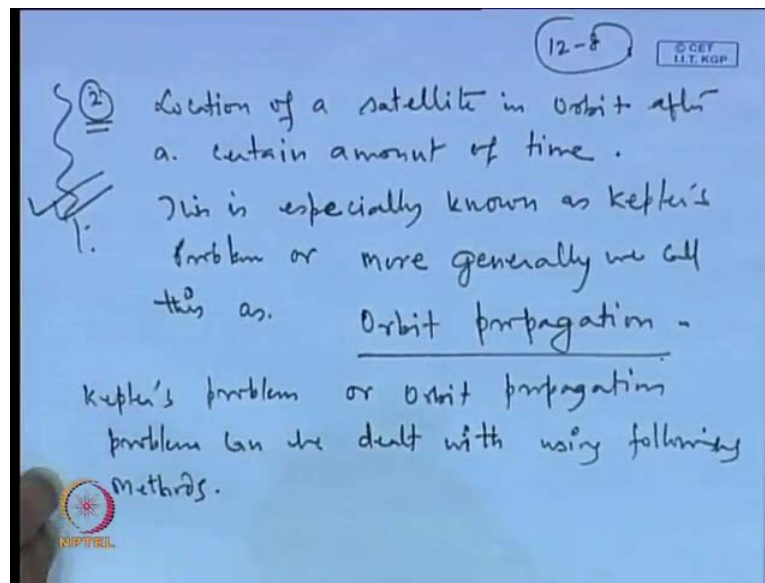 12-8
© CET
I.I.T. KGP
② Location of a satellite in Orbit after
a certain amount of time.
1: This is especially known as Kepler's
Problem or more generally we call
this as. Orbit propagation -
Kepler's problem or Orbit propagation
problem can be dealt with using following
methods.
NPTEL